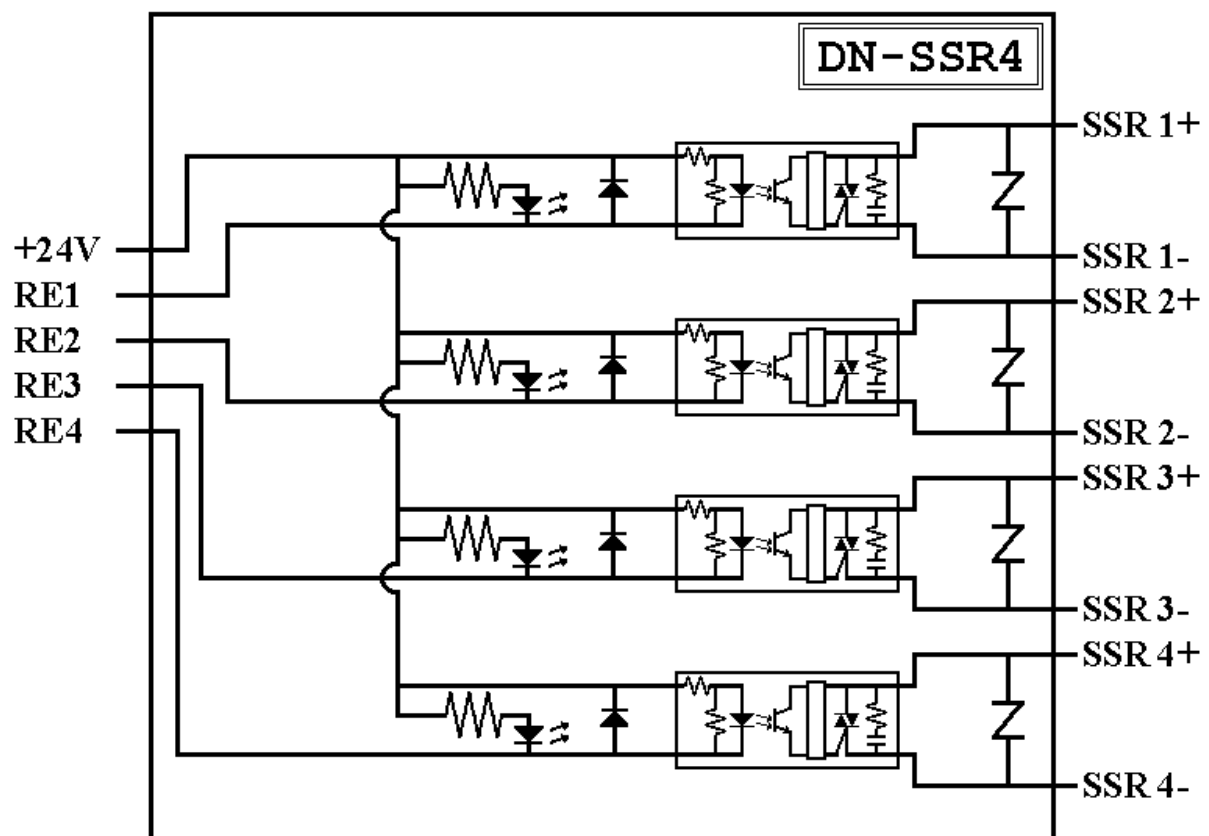 DN-SSR4
SSR 1+
+24V
SSR 1-
RE1
SSR 2+
RE2
RE3
RE4
SSR 2-
SSR 3+
SSR 3-
SSR 4+
SSR 4-